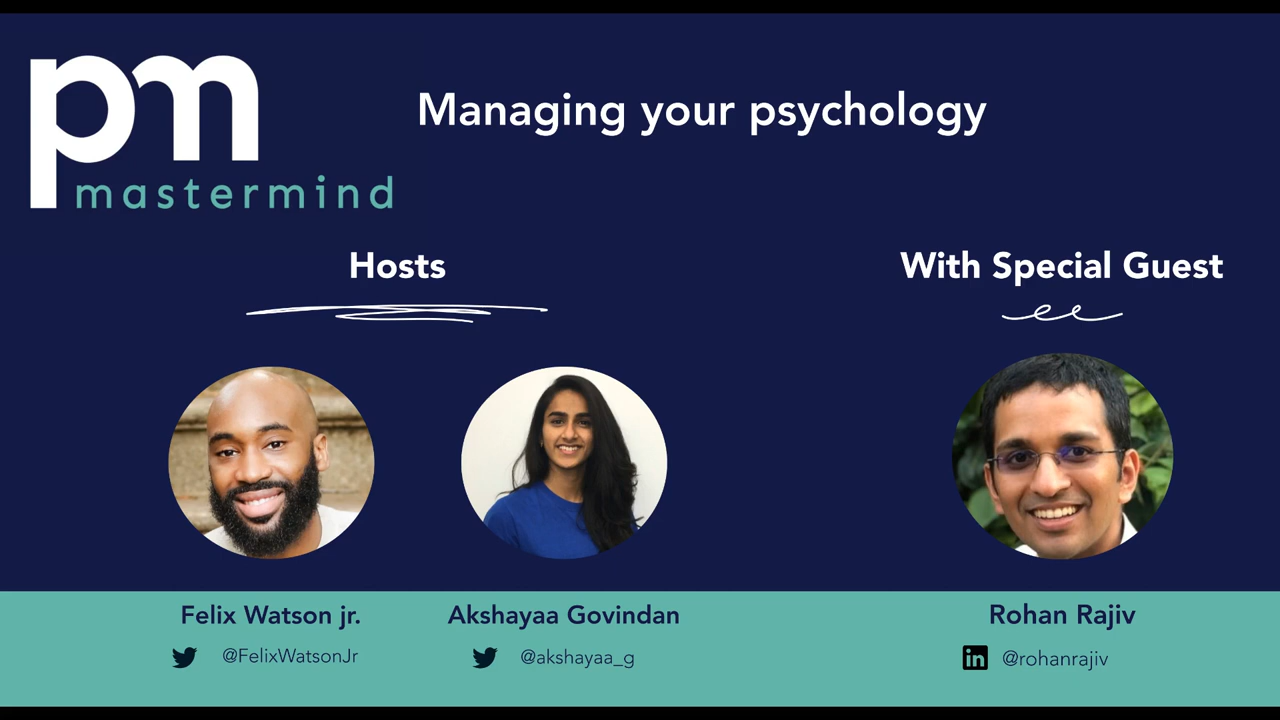 pm
mastermind
Managing your psychology
Hosts
With Special Guest
Felix Watson jr.
@FelixWatsonJr
Akshayaa Govindan
@akshayaa_g
Rohan Rajiv
in @rohanrajiv